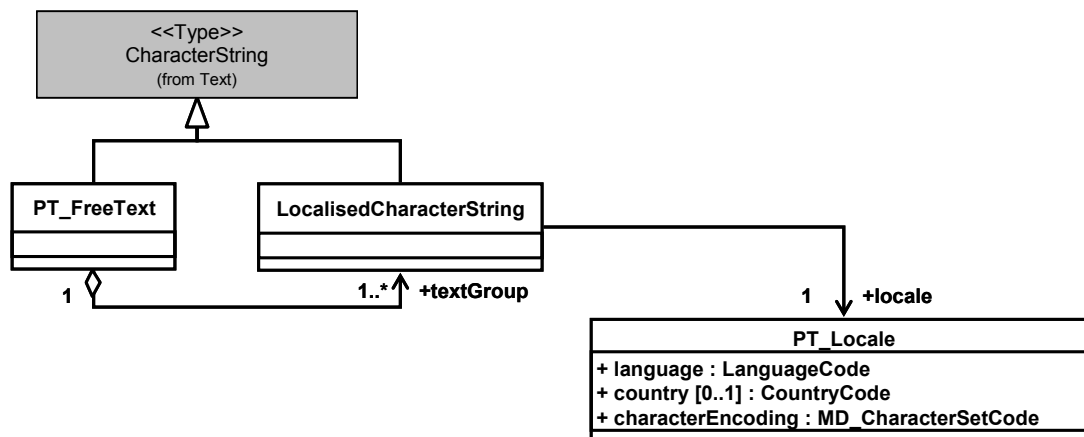 <<Type>>
CharacterString
(from Text)
PT_FreeText
LocalisedCharacterString
1
1..*
+textGroup
1
+locale
PT_Locale
+ language : LanguageCode
+ country [0..1] : CountryCode
+ characterEncoding : MD_CharacterSetCode